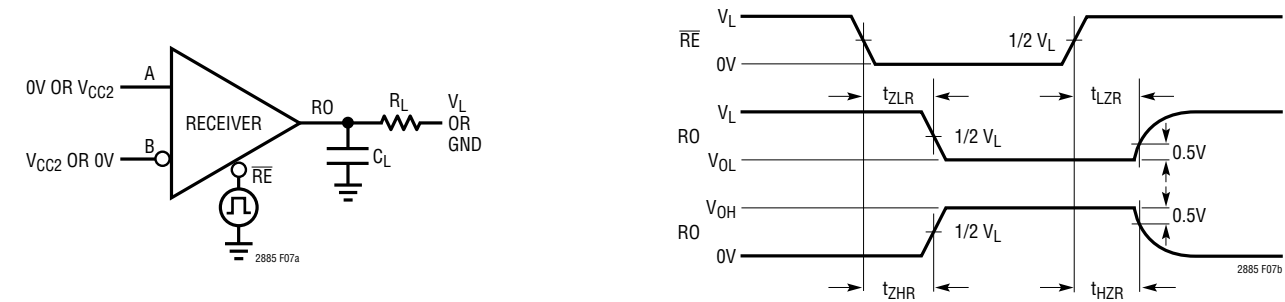 A
0V OR VCC2
RO
RL
VL
OR
GND
RECEIVER
B
VCC2 OR 0V
CL
RE
2885 F07a
VL
RE
1/2 VL
0V
tZLR
tLZR
VL
RO
1/2 VL
0.5V
VOL
VOH
0.5V
RO
1/2 VL
0V
2885 F07b
tZHR
tHZR